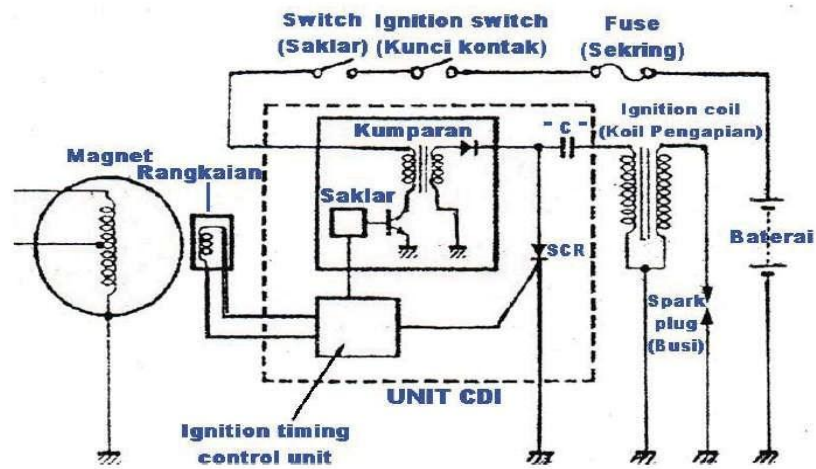 Switch
(Saklar)
Ignition switch
(Kunci kontak)
Fuse
(Sekring)
Magnet
Rangkaian
Kumparan
Saklar
"C"
Ignition coil
(Koil Pengapian)
SCR
Baterai
Spark
plug
(Busi)
UNIT CDI
Ignition timing
control unit